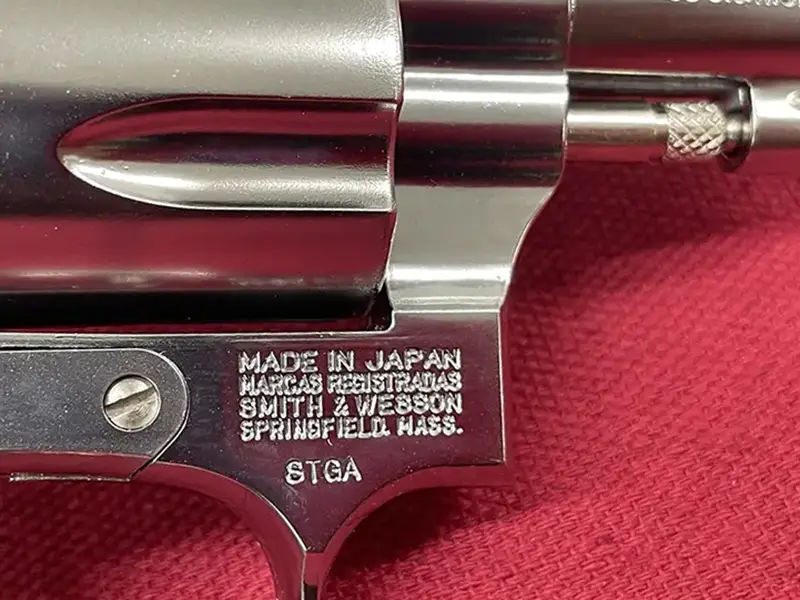 MADE IN JAPAN
MARCAS REGISTRADAS
SMITH & WESSON
SPRINGFIELD. MASS.
STGA